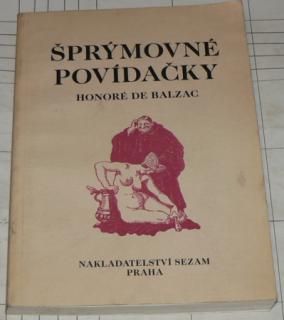 ŠPRÝMOVNÉ
POVÍDAČKY
HONORÉ DE BALZAC
NAKLADATELSTVÍ SEZAM
PRAHA